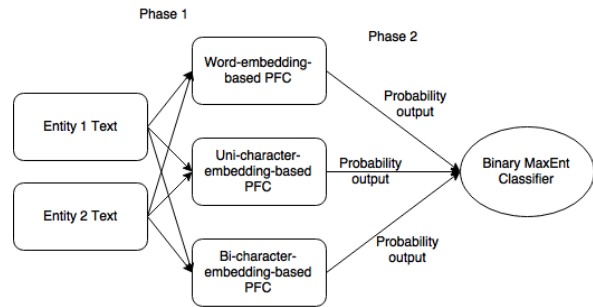 Phase 1
Phase 2
Word-embedding-
based PFC
Entity 1 Text
Entity 2 Text
Uni-character-
embedding-based
PFC
Bi-character-
embedding-based
PFC
Probability
output
Probability
output
Probability
output
Binary MaxEnt
Classifier